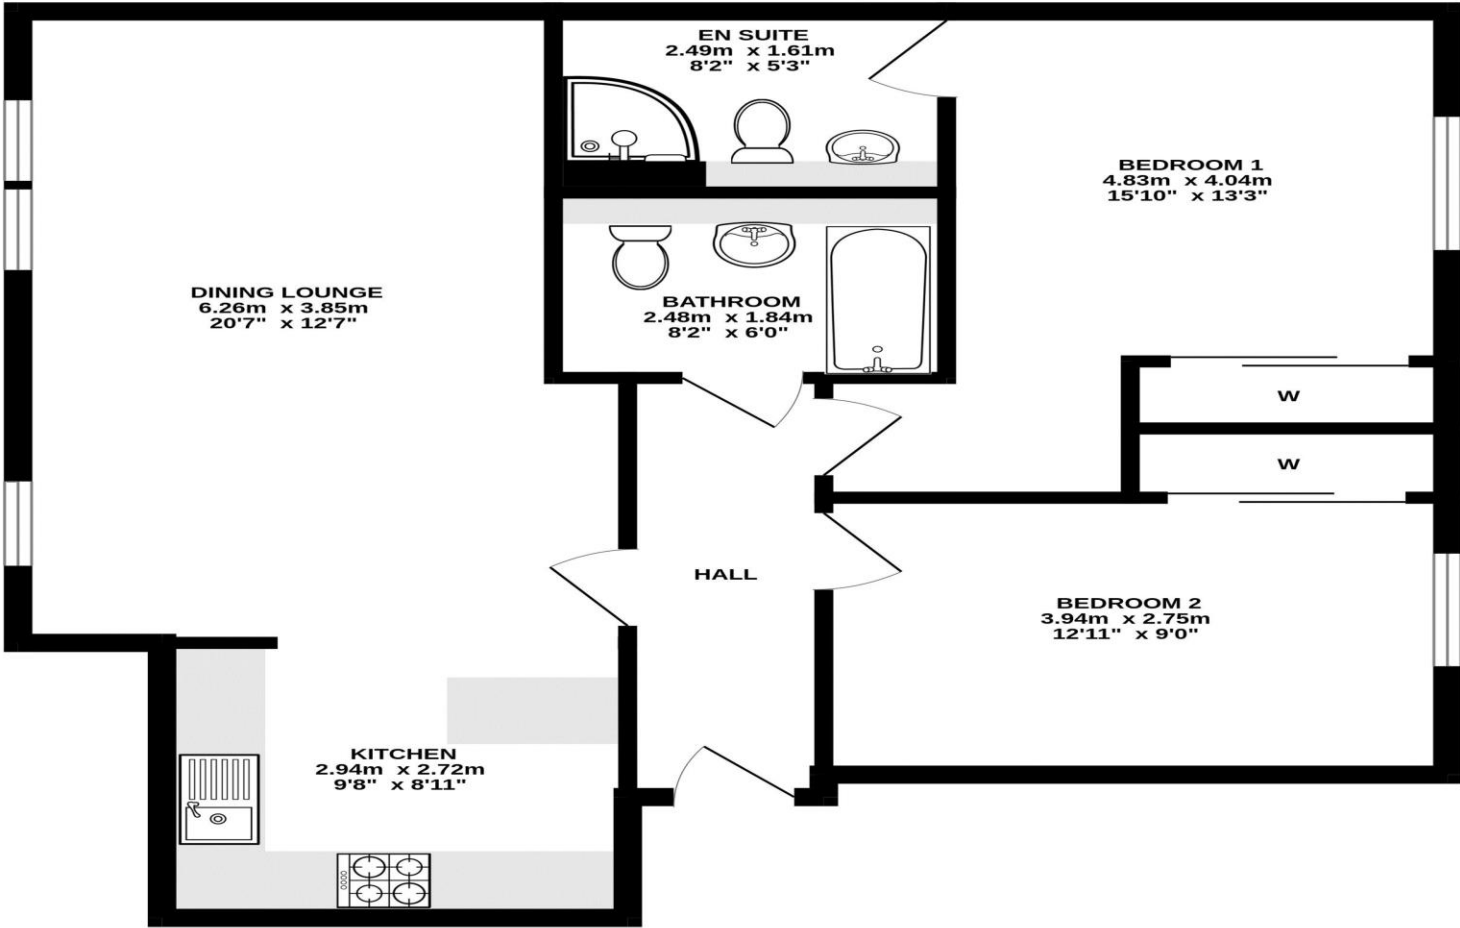 EN SUITE
2.49m x 1.61m
8'2" x 5'3"
BEDROOM 1
4.83m x 4.04m
15'10" x 13'3"
DINING LOUNGE
6.26m x 3.85m
20'7" x 12'7"
BATHROOM
2.48m x 1.84m
8'2" x 6'0"
W
W
HALL
BEDROOM 2
3.94m x 2.75m
12'11" x 9'0"
KITCHEN
2.94m x 2.72m
9'8" x 8'11"